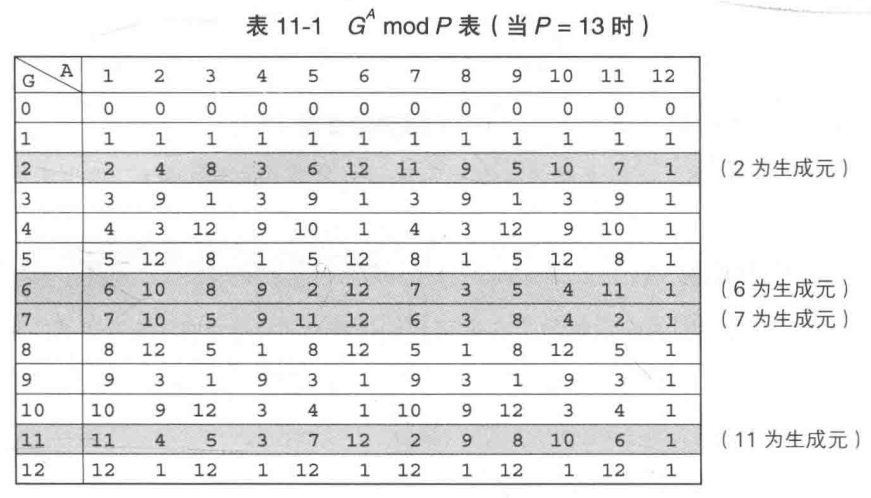 表 11-1 G^A mod P 表（当 P = 13 时）
G A 1 2 3 4 5 6 7 8 9 10 11 12
0 0 0 0 0 0 0 0 0 0 0 0 0
1 1 1 1 1 1 1 1 1 1 1 1 1
2 2 4 8 3 6 12 11 9 5 10 7 1 （2 为生成元）
3 3 9 1 3 9 1 3 9 1 3 9 1
4 4 3 12 9 10 1 4 3 12 9 10 1
5 5 12 8 1 5 12 8 1 5 12 8 1
6 6 10 8 9 2 12 7 3 5 4 11 1 （6 为生成元）
7 7 10 5 9 11 12 6 3 8 4 2 1 （7 为生成元）
8 8 12 5 1 8 12 5 1 8 12 5 1
9 9 3 1 9 3 1 9 3 1 9 3 1
10 10 9 12 3 4 1 10 9 12 3 4 1
11 11 4 5 3 7 12 2 9 8 10 6 1 （11 为生成元）
12 12 1 12 1 12 1 12 1 12 1 12 1